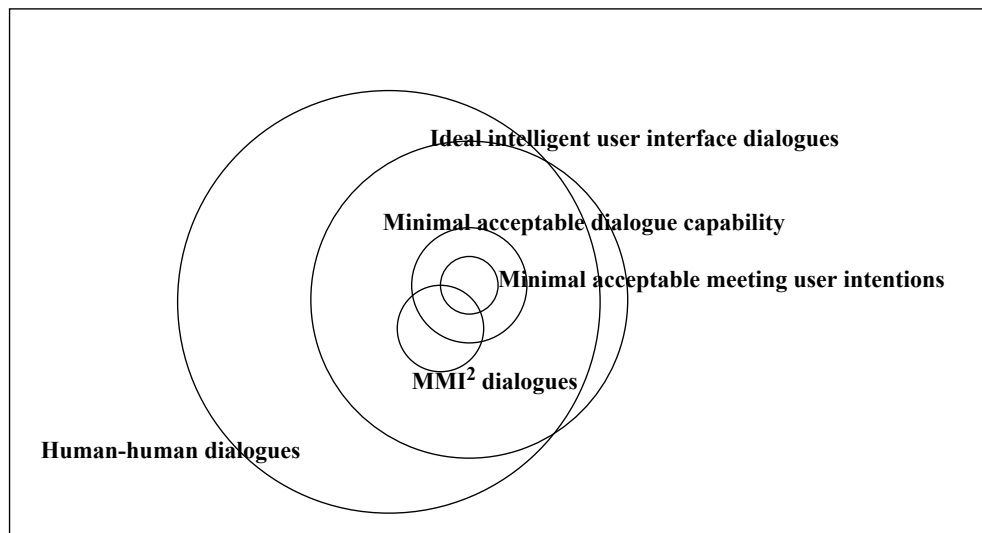 Ideal intelligent user interface dialogues
Minimal acceptable dialogue capability
Minimal acceptable meeting user intentions
MMI² dialogues
Human-human dialogues